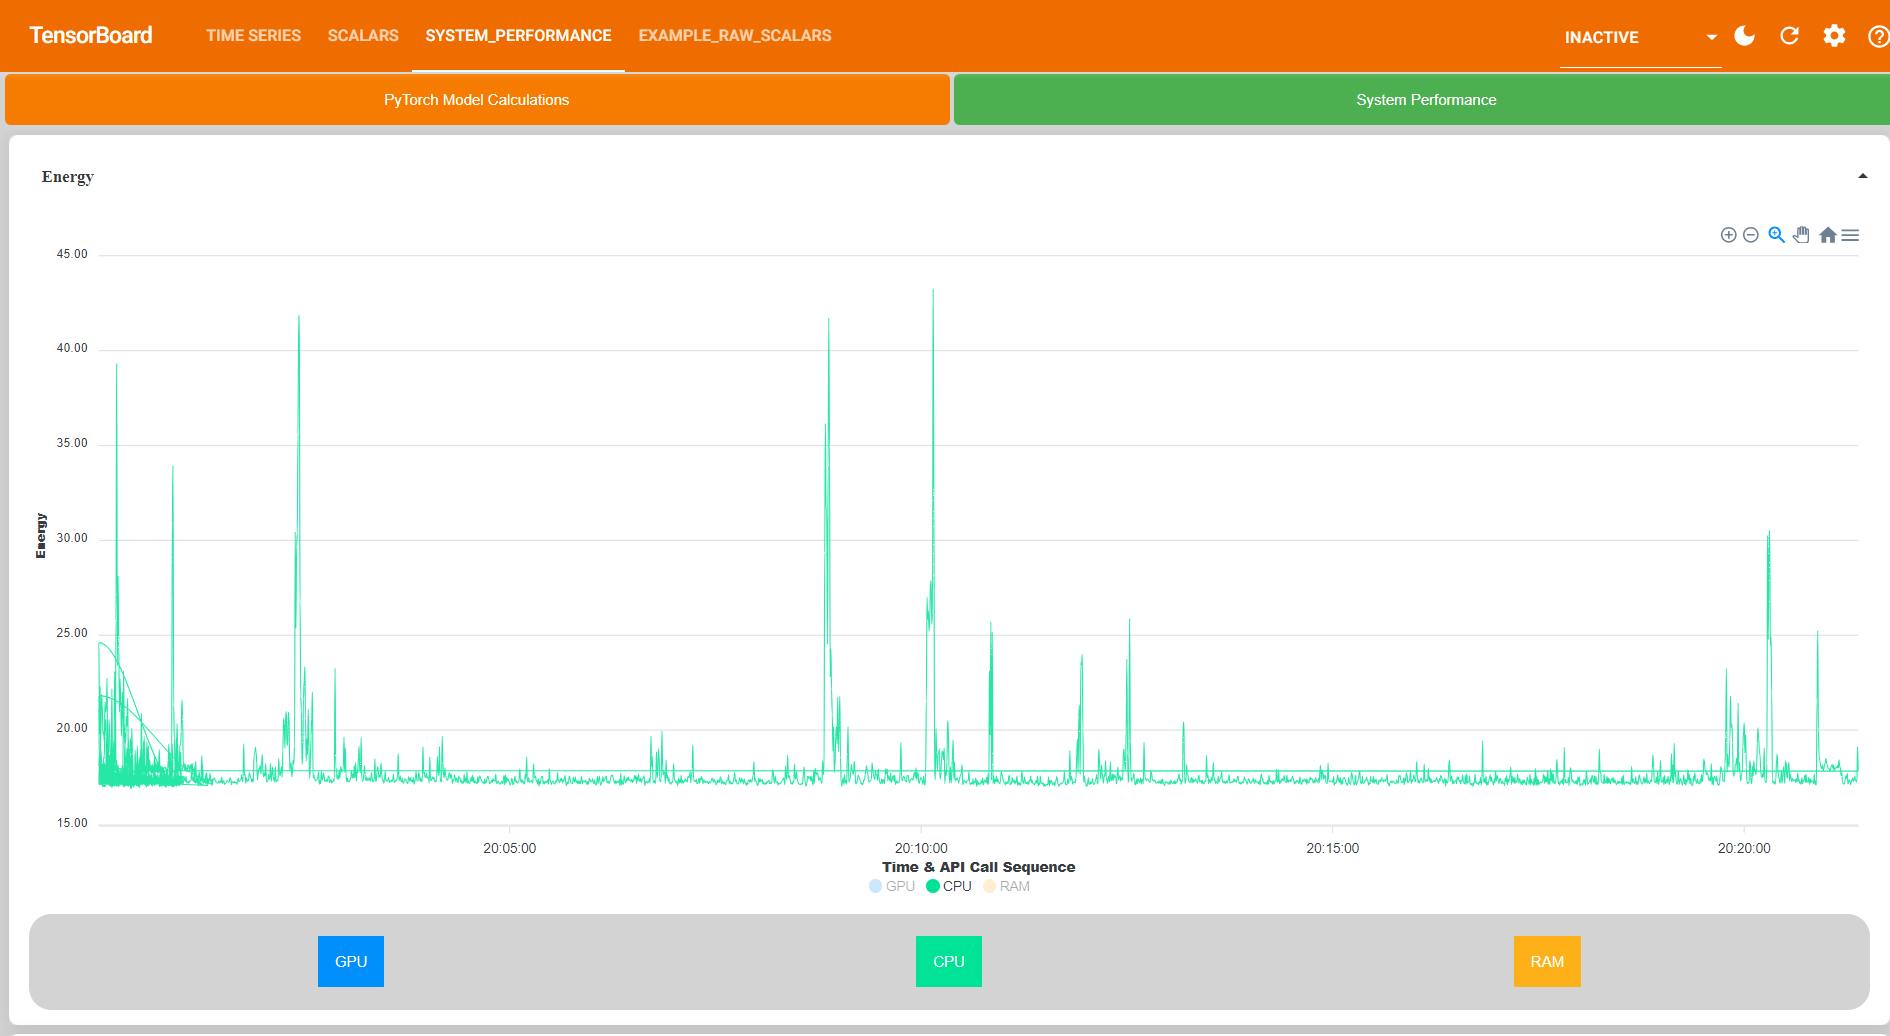 TensorBoard TIME SERIES SCALARS SYSTEM_PERFORMANCE EXAMPLE_RAW_SCALARS INACTIVE
PyTorch Model Calculations System Performance
Energy
45.00
40.00
35.00
30.00
25.00
20.00
15.00
Energy
20:05:00 20:10:00 20:15:00 20:20:00
Time & API Call Sequence
GPU CPU RAM
GPU CPU RAM